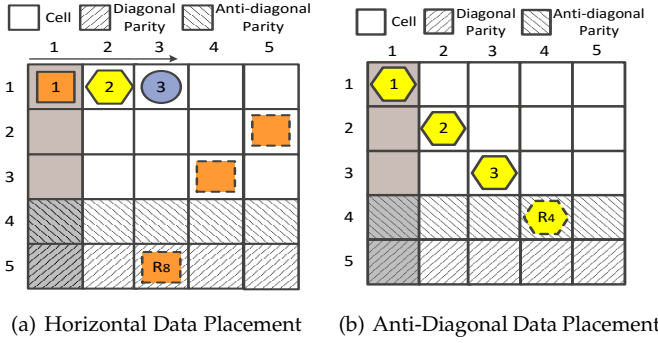 Cell Diagonal Parity Anti-diagonal Parity
1 2 3 4 5
1 1 2 3
2
3
4
5 R8
(a) Horizontal Data Placement
Cell Diagonal Parity Anti-diagonal Parity
1 2 3 4 5
1 1
2 2
3 3
4 R4
5
(b) Anti-Diagonal Data Placement